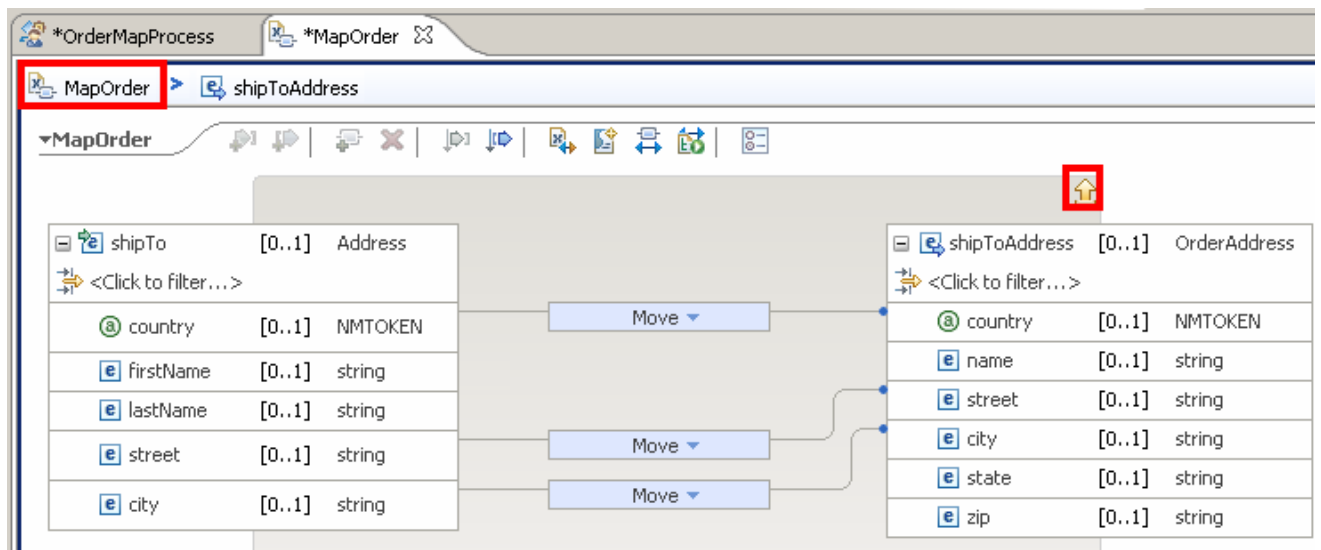 *OrderMapProcess *MapOrder
MapOrder > shipToAddress
MapOrder
shipTo [0..1] Address shipToAddress [0..1] OrderAddress
<Click to filter...> <Click to filter...>
country [0..1] NMTOKEN Move country [0..1] NMTOKEN
firstName [0..1] string name [0..1] string
lastName [0..1] string street [0..1] string
street [0..1] string Move city [0..1] string
city [0..1] string Move state [0..1] string
zip [0..1] string